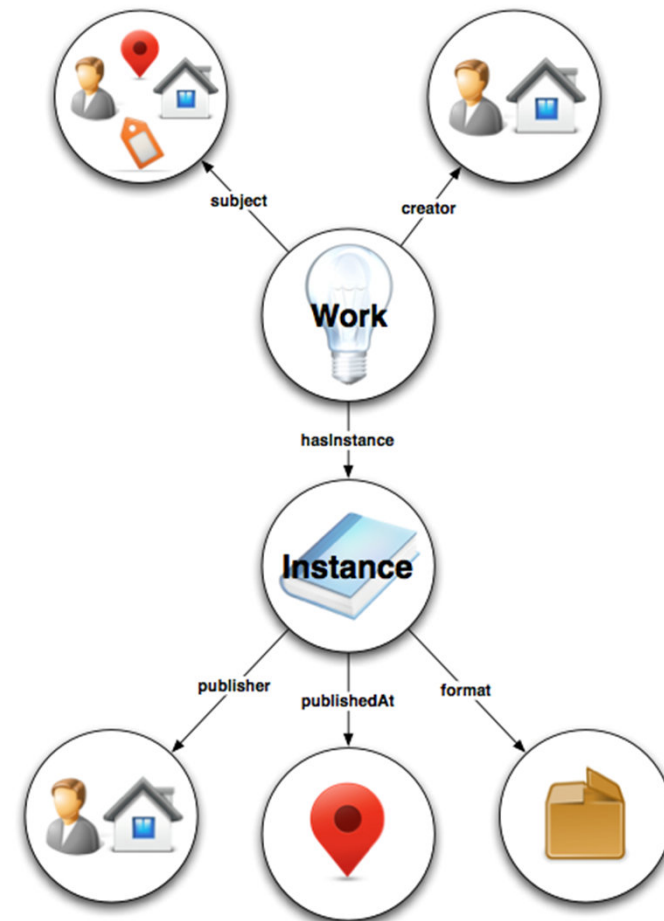 subject
creator
Work
hasInstance
Instance
publisher
publishedAt
format